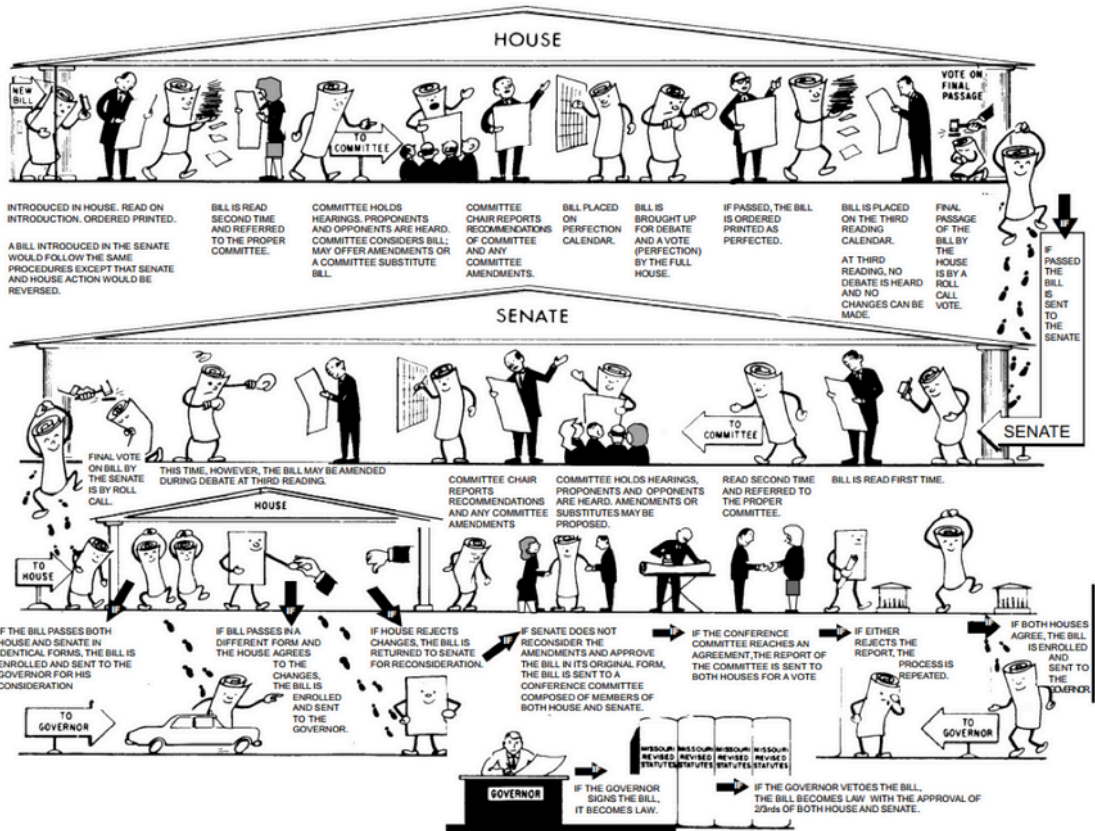 HOUSE
NEW
BILL
TO
COMMITTEE
VOTE ON
FINAL
PASSAGE
INTRODUCED IN HOUSE. READ ON
INTRODUCTION. ORDERED PRINTED.
A BILL INTRODUCED IN THE SENATE
WOULD FOLLOW THE SAME
PROCEDURES EXCEPT THAT SENATE
AND HOUSE ACTION WOULD BE
REVERSED.
BILL IS READ
SECOND TIME
AND REFERRED
TO THE PROPER
COMMITTEE.
COMMITTEE HOLDS
HEARINGS. PROPONENTS
AND OPPONENTS ARE HEARD.
COMMITTEE CONSIDERS BILL;
MAY OFFER AMENDMENTS OR
A COMMITTEE SUBSTITUTE
BILL.
COMMITTEE
CHAIR REPORTS
RECOMMENDATIONS
OF COMMITTEE
AND ANY
COMMITTEE
AMENDMENTS.
BILL PLACED
ON
PERFECTION
CALENDAR.
BILL IS
BROUGHT UP
FOR DEBATE
AND A VOTE
(PERFECTION)
BY THE FULL
HOUSE.
IF PASSED, THE BILL
IS ORDERED
PRINTED AS
PERFECTED.
BILL IS PLACED
ON THE THIRD
READING
CALENDAR.
AT THIRD
READING, NO
DEBATE IS HEARD
AND NO
CHANGES CAN BE
MADE.
FINAL
PASSAGE
OF THE
BILL BY
THE
HOUSE
IS BY A
ROLL
CALL
VOTE.
IF
PASSED
THE
BILL
IS
SENT
TO
THE
SENATE
SENATE
SENATE
TO
COMMITTEE
FINAL VOTE
ON BILL BY
THE SENATE
IS BY ROLL
CALL.
THIS TIME, HOWEVER, THE BILL MAY BE AMENDED
DURING DEBATE AT THIRD READING.
COMMITTEE CHAIR
REPORTS
RECOMMENDATIONS
AND ANY COMMITTEE
AMENDMENTS
COMMITTEE HOLDS HEARINGS,
PROPONENTS AND OPPONENTS
ARE HEARD. AMENDMENTS OR
SUBSTITUTES MAY BE
PROPOSED.
READ SECOND TIME
AND REFERRED TO
THE PROPER
COMMITTEE.
BILL IS READ FIRST TIME.
HOUSE
TO
HOUSE
IF
IF THE BILL PASSES BOTH
HOUSE AND SENATE IN
IDENTICAL FORMS, THE BILL IS
ENROLLED AND SENT TO THE
GOVERNOR FOR HIS
CONSIDERATION
IF
IF BILL PASSES IN A
DIFFERENT FORM AND
THE HOUSE AGREES
TO THE
CHANGES,
THE BILL IS
ENROLLED
AND SENT
TO THE
GOVERNOR.
IF
IF HOUSE REJECTS
CHANGES, THE BILL IS
RETURNED TO SENATE
FOR RECONSIDERATION.
IF
IF SENATE DOES NOT
RECONSIDER THE
AMENDMENTS AND APPROVE
THE BILL IN ITS ORIGINAL FORM,
THE BILL IS SENT TO A
CONFERENCE COMMITTEE
COMPOSED OF MEMBERS OF
BOTH HOUSE AND SENATE.
IF
IF THE CONFERENCE
COMMITTEE REACHES AN
AGREEMENT, THE REPORT OF
THE COMMITTEE IS SENT TO
BOTH HOUSES FOR A VOTE
IF
IF EITHER
REJECTS THE
REPORT, THE
PROCESS IS
REPEATED.
IF
IF BOTH HOUSES
AGREE, THE BILL
IS ENROLLED
AND
SENT TO
THE
GOVERNOR.
TO
GOVERNOR
TO
GOVERNOR
GOVERNOR
MISSOURI REVISED STATUTES
MISSOURI REVISED STATUTES
MISSOURI REVISED STATUTES
MISSOURI REVISED STATUTES
IF
IF THE GOVERNOR
SIGNS THE BILL,
IT BECOMES LAW.
IF
IF THE GOVERNOR VETOES THE BILL,
THE BILL BECOMES LAW WITH THE APPROVAL OF
2/3rds OF BOTH HOUSE AND SENATE.